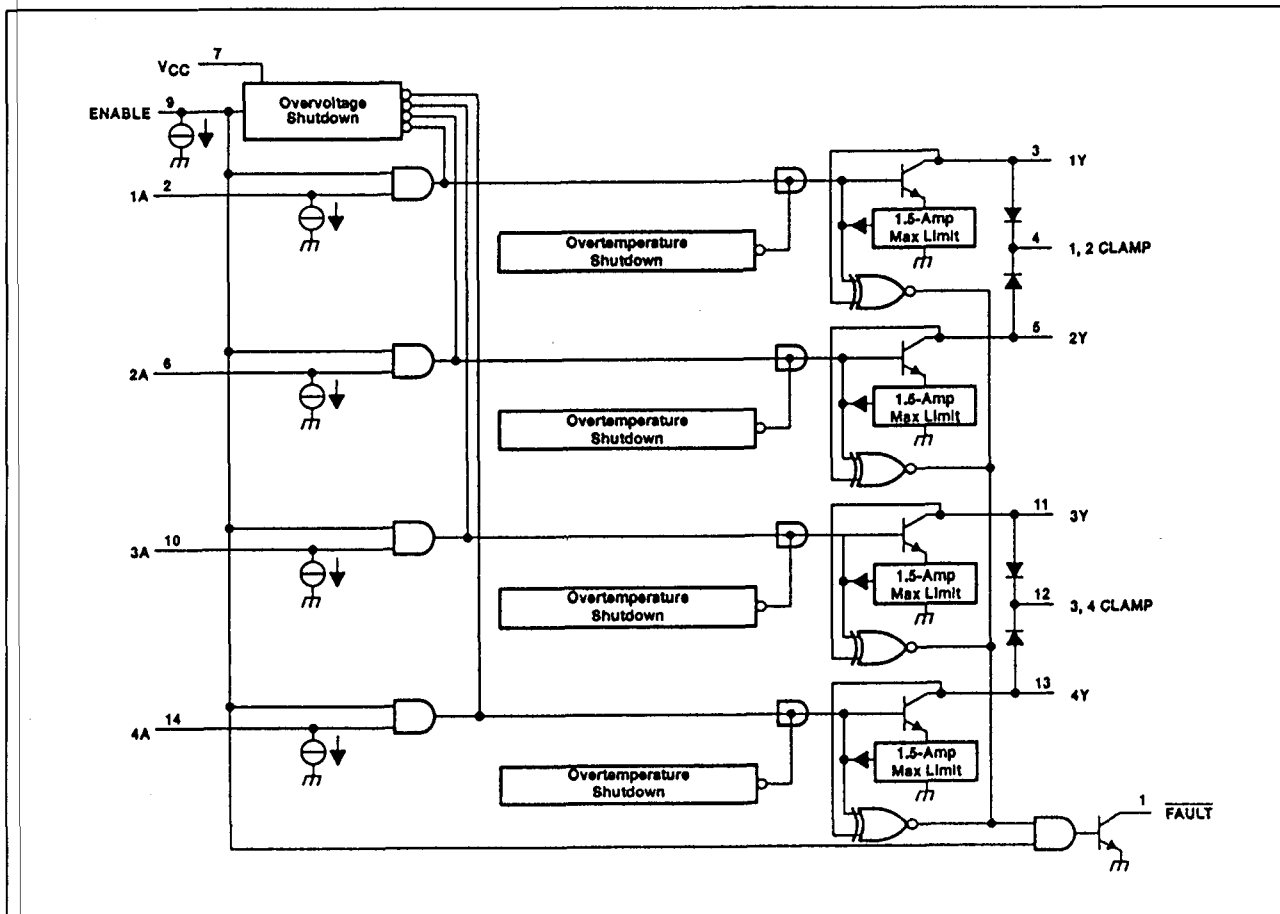 7
VCC
9
ENABLE
Overvoltage
Shutdown
3
1Y
2
1A
1.5-Amp
Max Limit
4
1, 2 CLAMP
Overtemperature
Shutdown
5
2Y
6
2A
1.5-Amp
Max Limit
Overtemperature
Shutdown
11
3Y
10
3A
1.5-Amp
Max Limit
12
3, 4 CLAMP
Overtemperature
Shutdown
13
4Y
14
4A
1.5-Amp
Max Limit
Overtemperature
Shutdown
1
FAULT